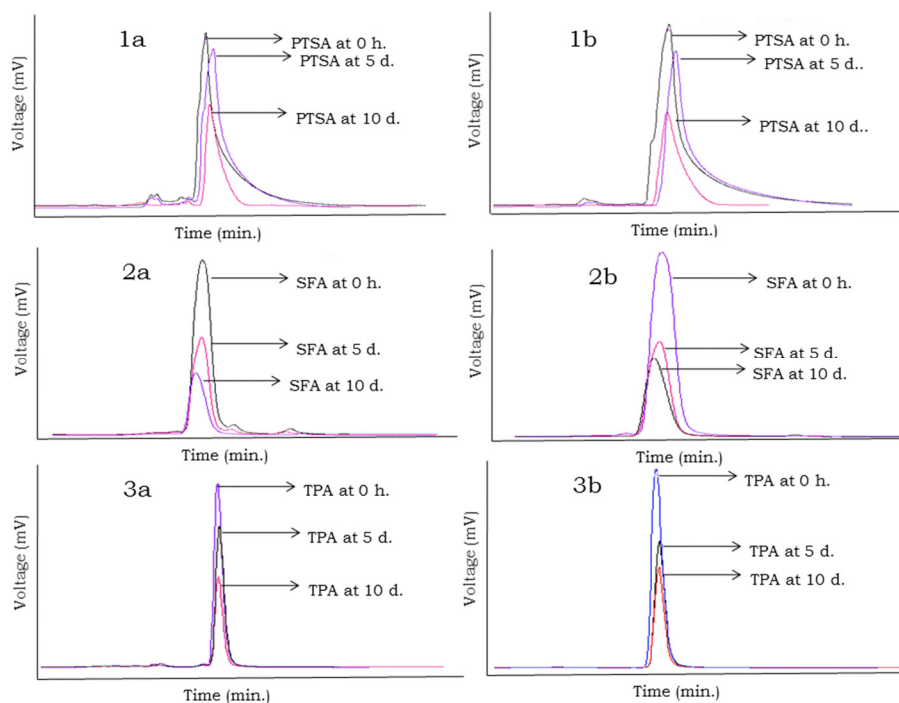 1a
PTSA at 0 h.
PTSA at 5 d.
PTSA at 10 d.
Voltage (mV)
Time (min.)
1b
PTSA at 0 h.
PTSA at 5 d..
PTSA at 10 d..
Voltage (mV)
Time (min.)
2a
SFA at 0 h.
SFA at 5 d.
SFA at 10 d.
Voltage (mV)
Time (min.)
2b
SFA at 0 h.
SFA at 5 d.
SFA at 10 d.
Voltage (mV)
Time (min.)
3a
TPA at 0 h.
TPA at 5 d.
TPA at 10 d.
Voltage (mV)
Time (min.)
3b
TPA at 0 h.
TPA at 5 d.
TPA at 10 d.
Voltage (mV)
Time (min.)